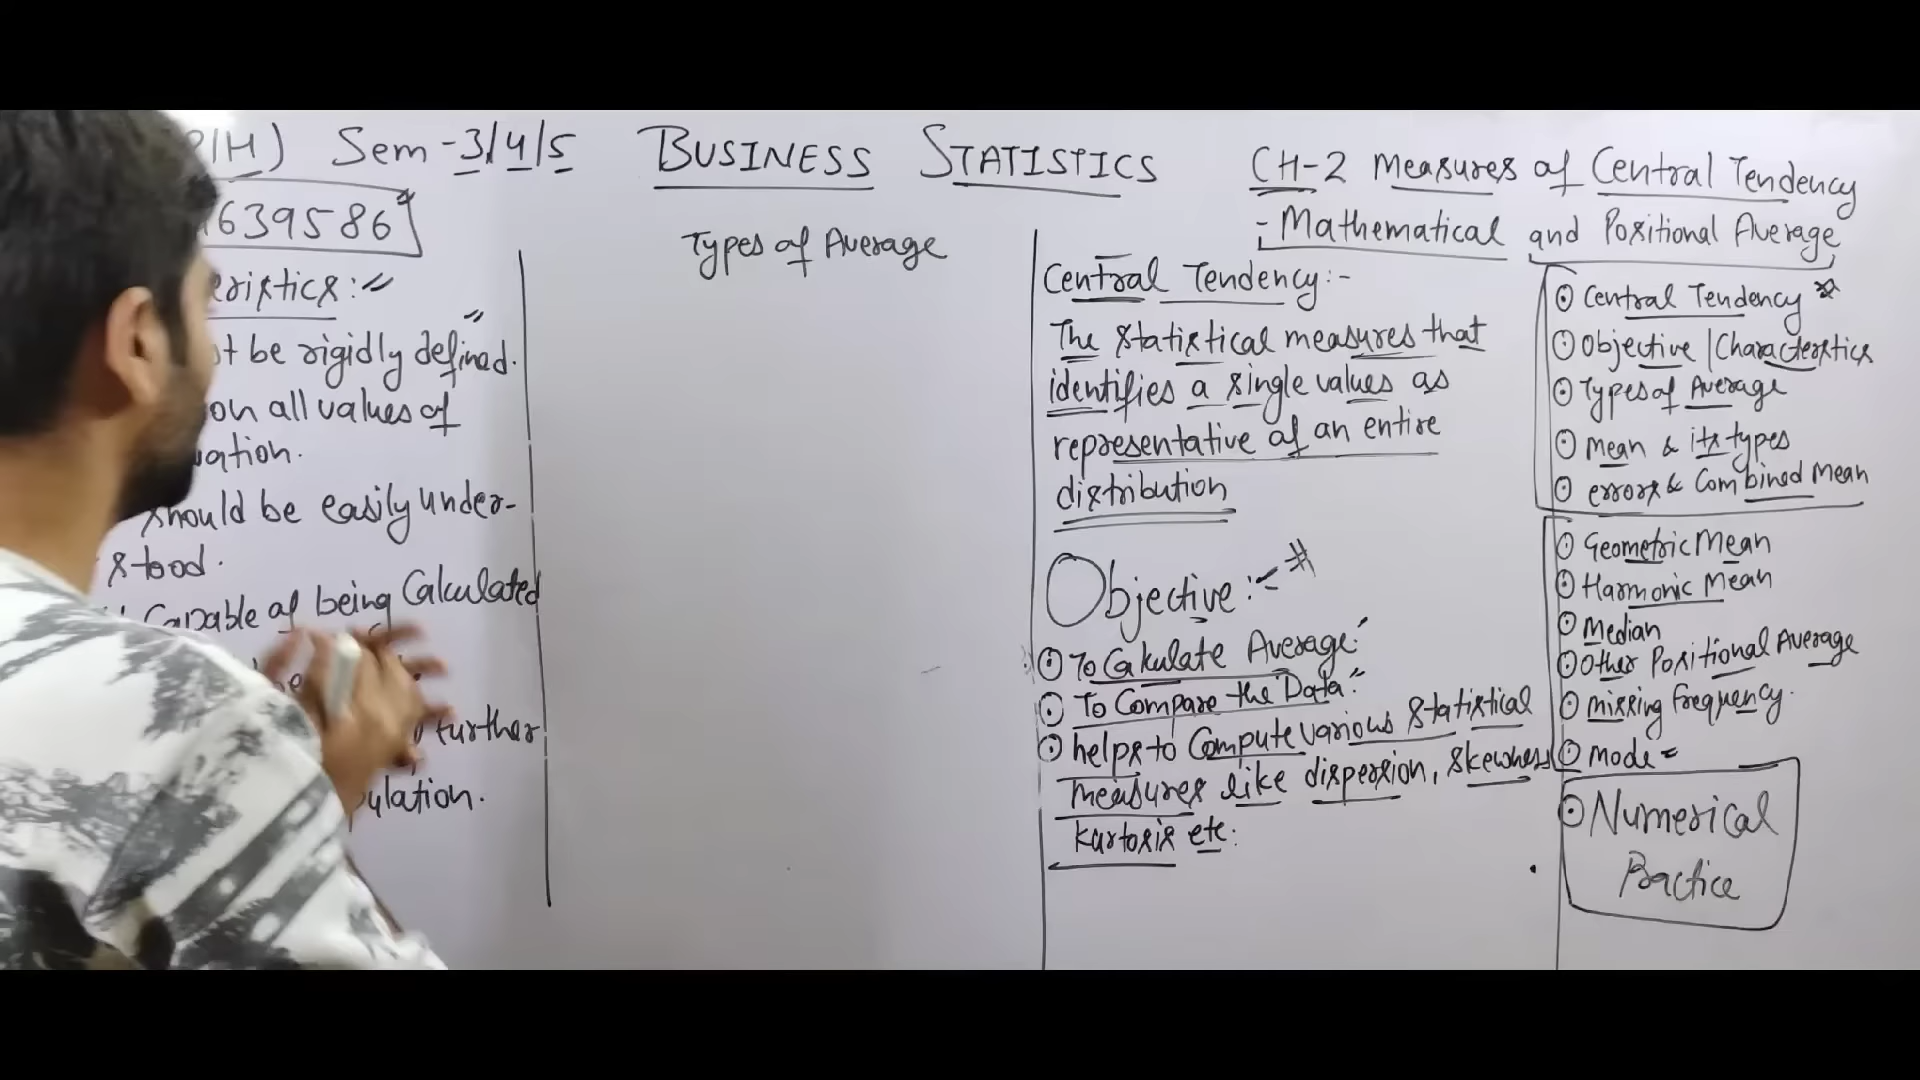 P/H) Sem-3/4/5 BUSINESS STATISTICS CH-2 Measures of Central Tendency
- Mathematical and Positional Average
639586
eristics:-
t be rigidly defined.
on all values of
vation.
should be easily under-
stood.
Capable of being Calculated
further
ulation.
Types of Average
Central Tendency:-
The statistical measures that
identifies a single values as
representative of an entire
distribution
Objective:-
To Calculate Average.
To Compare the Data.
helps to Compute various statistical
measures like dispersion, skewness
kurtosis etc.
Central Tendency
Objective/Characterstics
Types of Average
Mean & its types
errors & Combined Mean
Geometric Mean
Harmonic Mean
Median
Other Positional Average
missing frequency.
Mode
Numerical
Practice